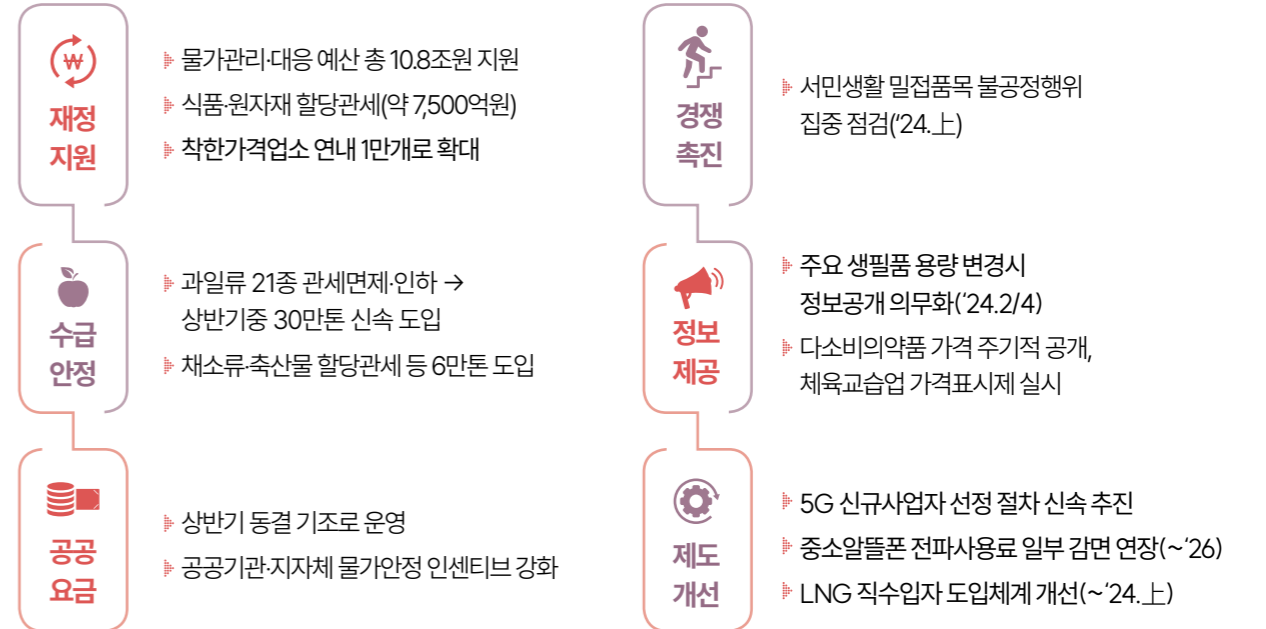 재정
지원
물가관리·대응 예산 총 10.8조원 지원
식품·원자재 할당관세(약 7,500억원)
착한가격업소 연내 1만개로 확대
수급
안정
과일류 21종 관세면제·인하 →
상반기중 30만톤 신속 도입
채소류·축산물 할당관세 등 6만톤 도입
공공
요금
상반기 동결 기조로 운영
공공기관·지자체 물가안정 인센티브 강화
경쟁
촉진
서민생활 밀접품목 불공정행위
집중 점검(‘24.上)
정보
제공
주요 생필품 용량 변경시
정보공개 의무화(‘24.2/4)
다소비의약품 가격 주기적 공개,
체육교습업 가격표시제 실시
제도
개선
5G 신규사업자 선정 절차 신속 추진
중소알뜰폰 전파사용료 일부 감면 연장(~‘26)
LNG 직수입자 도입체계 개선(~‘24.上)